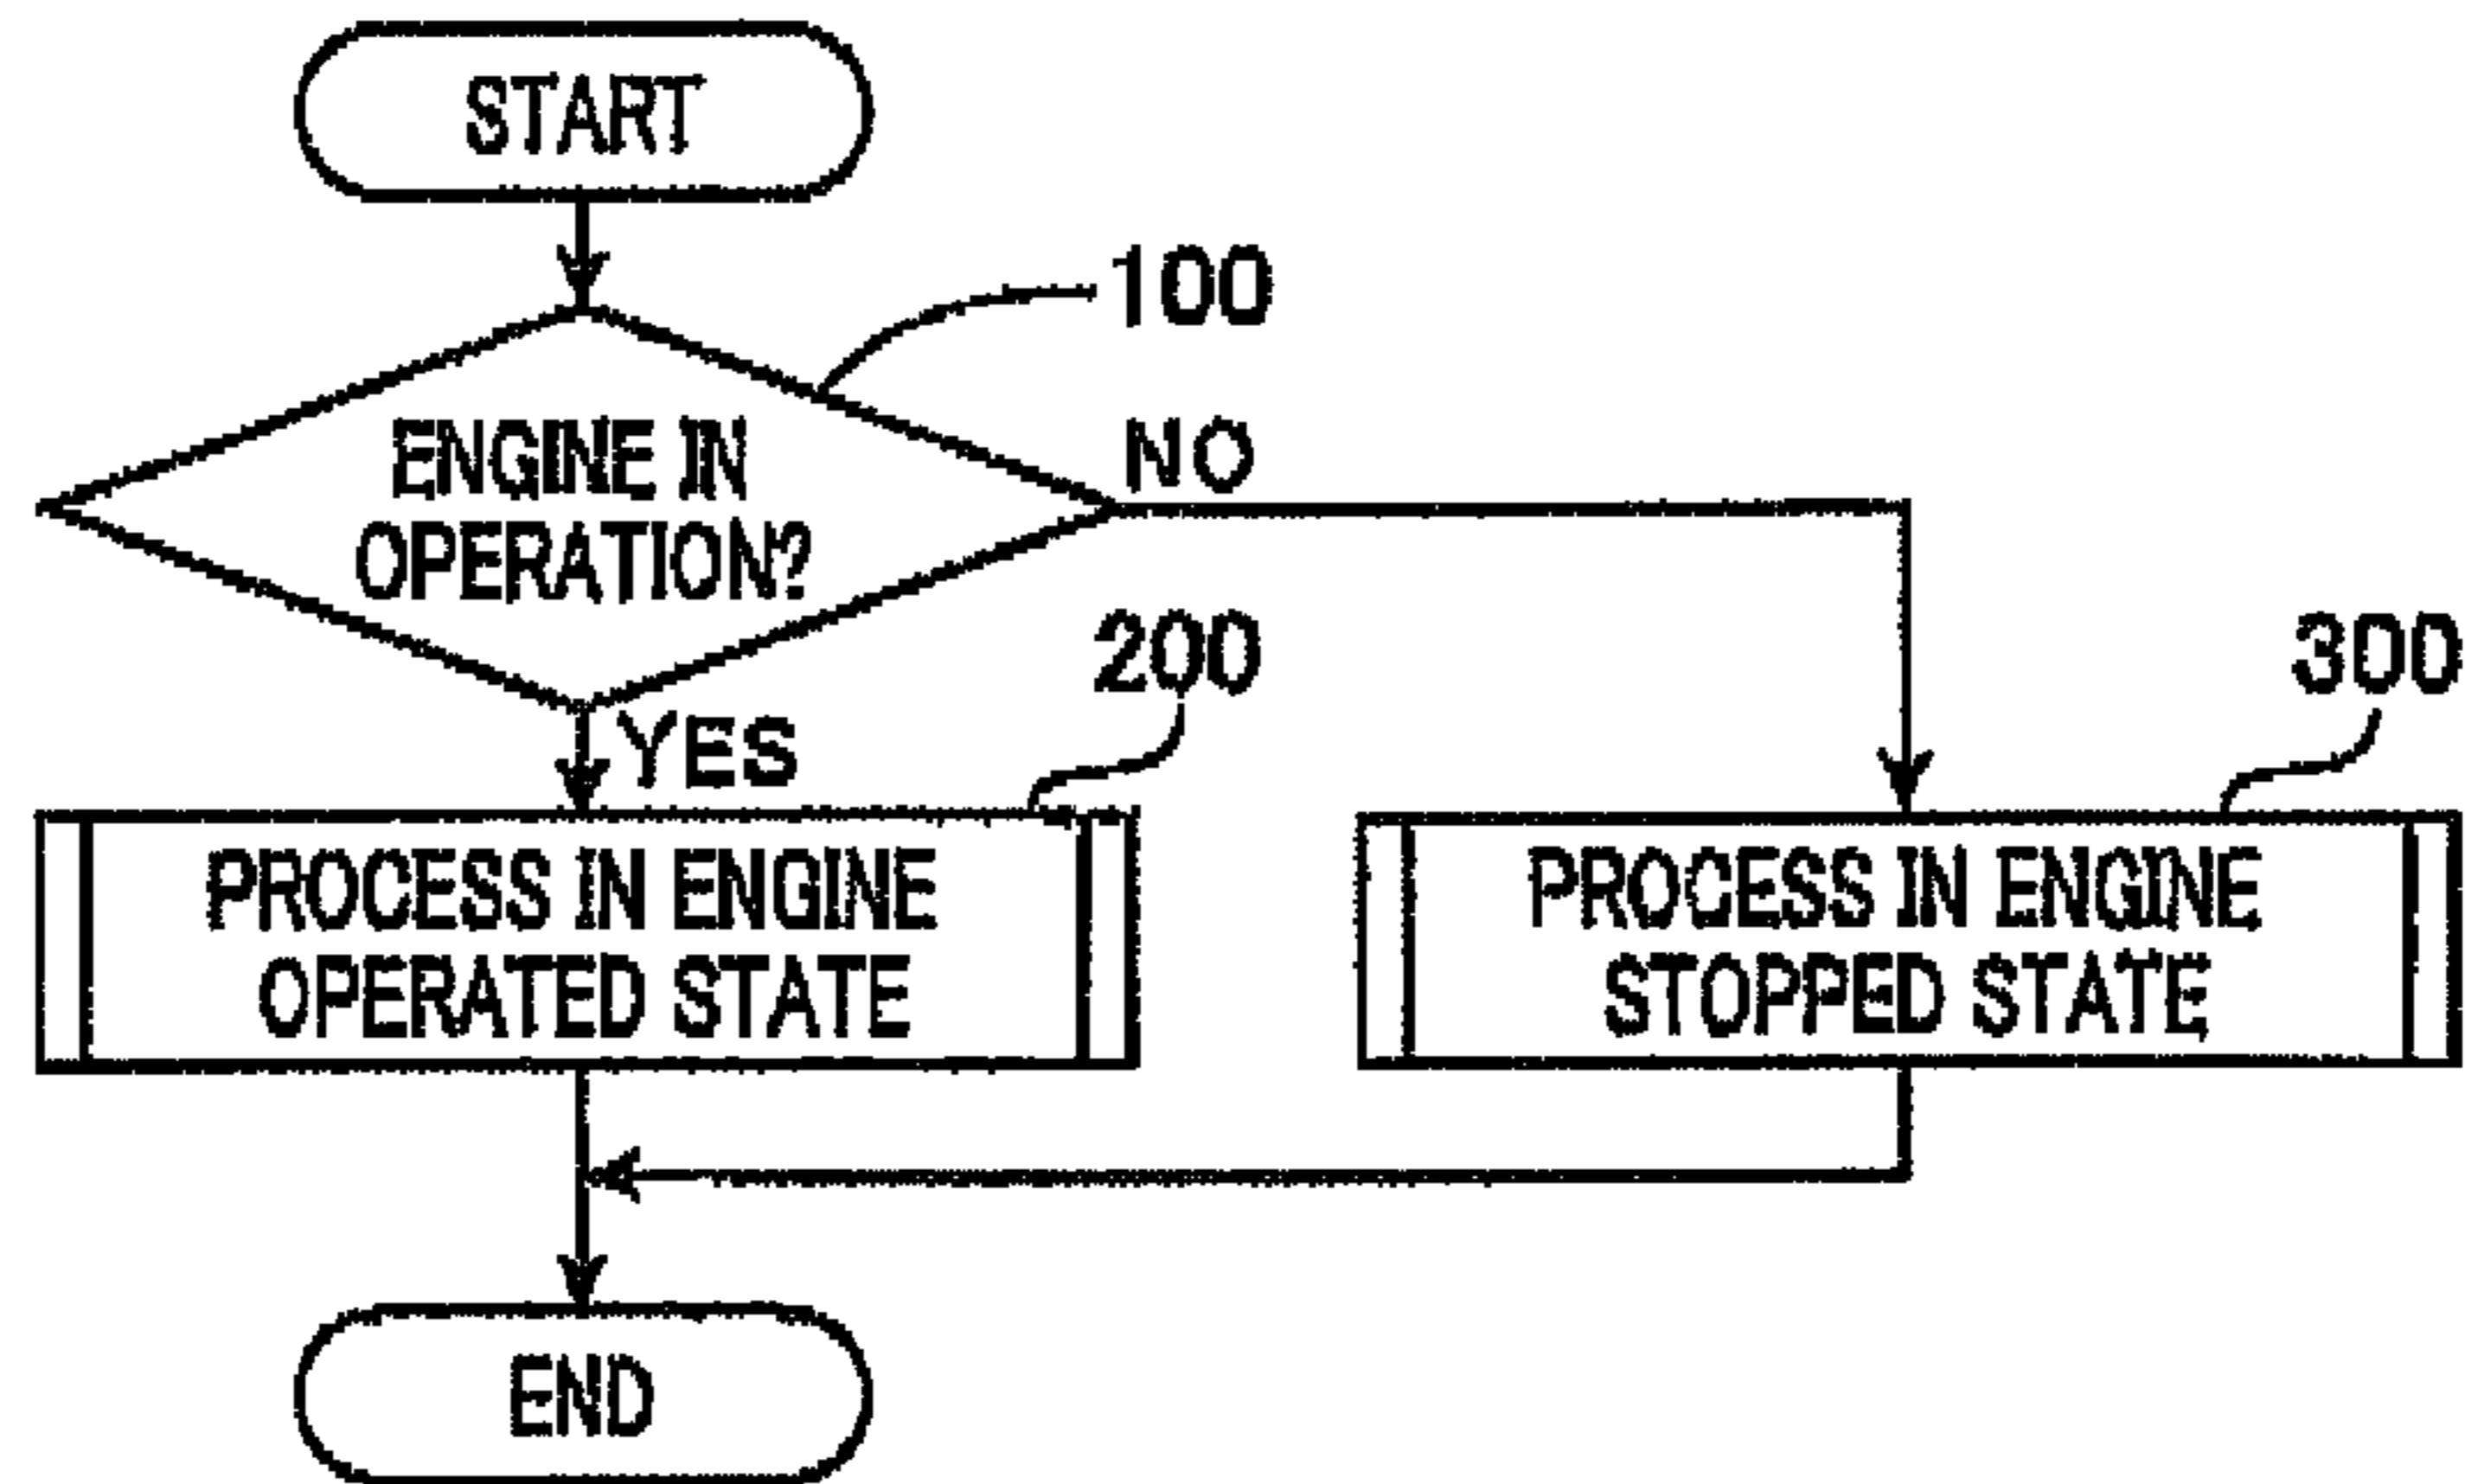 START
100
ENGINE IN
OPERATION?
NO
YES
200
300
PROCESS IN ENGINE
OPERATED STATE
PROCESS IN ENGINE
STOPPED STATE
END